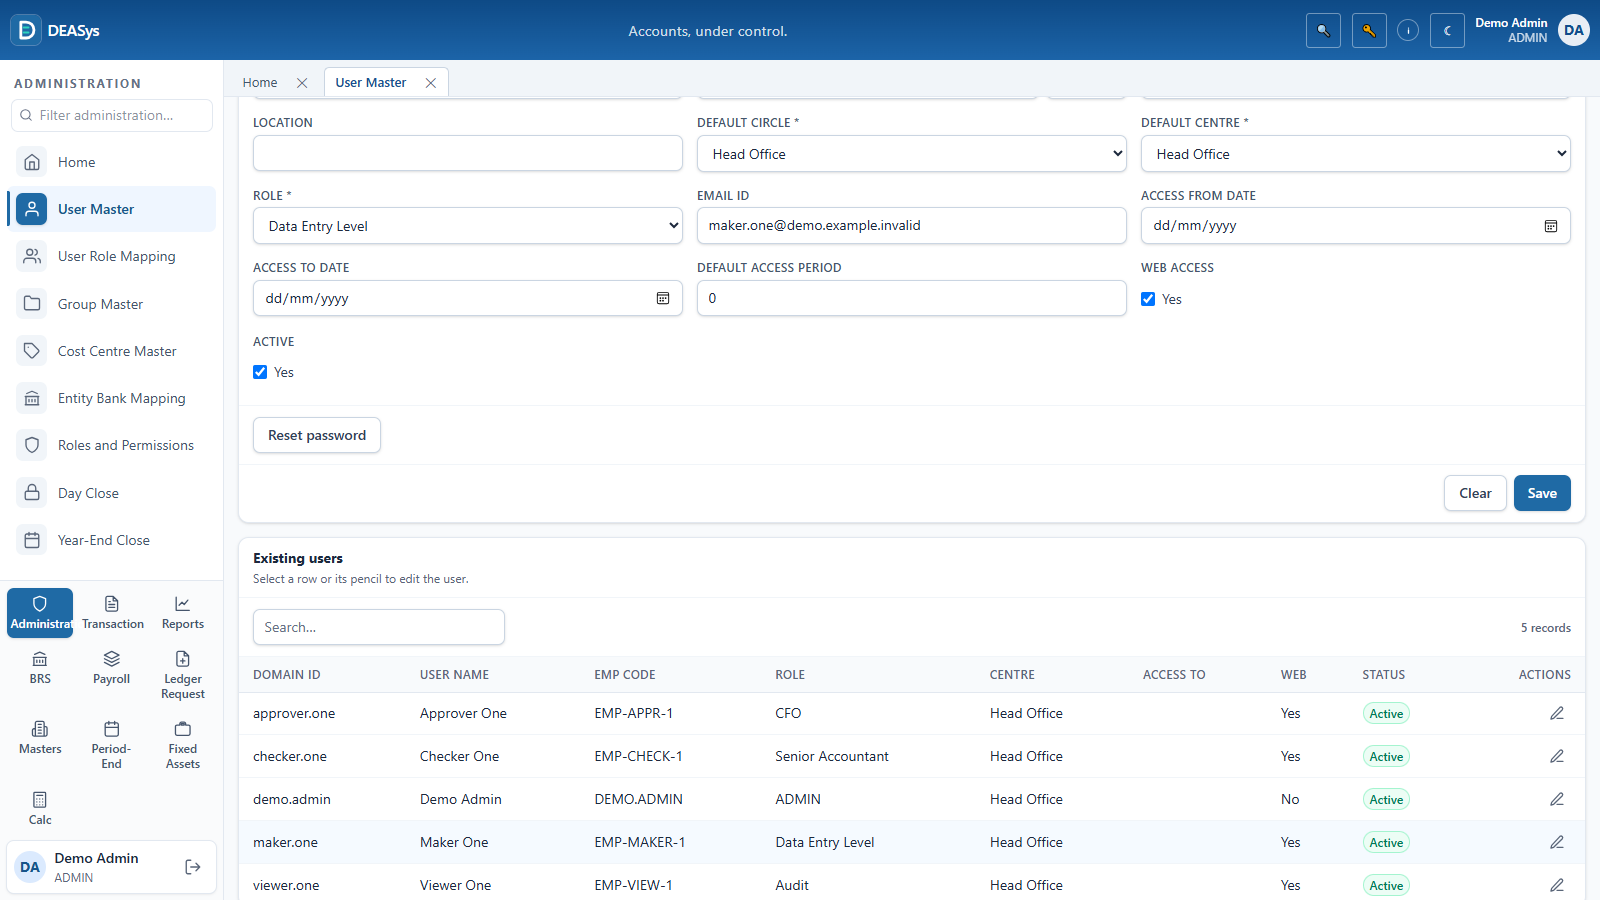 DEASys
Accounts, under control.
Demo Admin
ADMIN
DA
ADMINISTRATION
Filter administration...
Home
User Master
User Role Mapping
Group Master
Cost Centre Master
Entity Bank Mapping
Roles and Permissions
Day Close
Year-End Close
Administrat
Transaction
Reports
BRS
Payroll
Ledger
Request
Masters
Period-
End
Fixed
Assets
Calc
DA
Demo Admin
ADMIN
Home
User Master
LOCATION
DEFAULT CIRCLE *
DEFAULT CENTRE *
Head Office
Head Office
ROLE *
EMAIL ID
ACCESS FROM DATE
Data Entry Level
maker.one@demo.example.invalid
dd/mm/yyyy
ACCESS TO DATE
DEFAULT ACCESS PERIOD
WEB ACCESS
dd/mm/yyyy
0
Yes
ACTIVE
Yes
Reset password
Clear
Save
Existing users
Select a row or its pencil to edit the user.
Search...
5 records
DOMAIN ID USER NAME EMP CODE ROLE CENTRE ACCESS TO WEB STATUS ACTIONS
approver.one Approver One EMP-APPR-1 CFO Head Office Yes Active
checker.one Checker One EMP-CHECK-1 Senior Accountant Head Office Yes Active
demo.admin Demo Admin DEMO.ADMIN ADMIN Head Office No Active
maker.one Maker One EMP-MAKER-1 Data Entry Level Head Office Yes Active
viewer.one Viewer One EMP-VIEW-1 Audit Head Office Yes Active